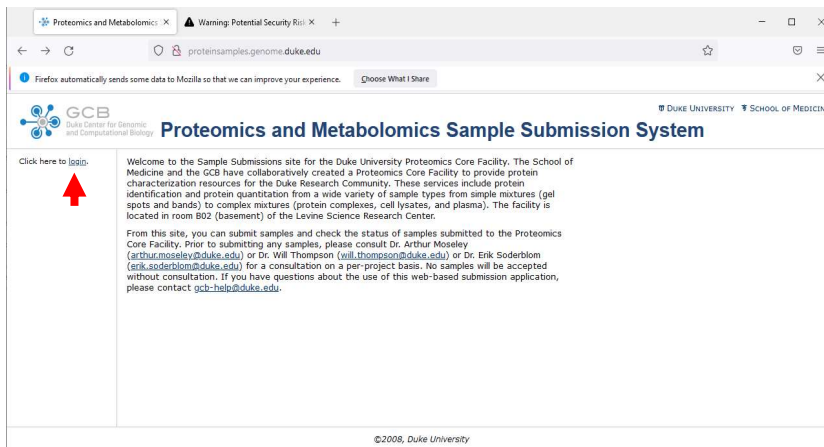 Proteomics and Metabolomics
Warning: Potential Security Risk
proteinsamples.genome.duke.edu
Firefox automatically sends some data to Mozilla so that we can improve your experience. Choose What I Share
DUKE UNIVERSITY SCHOOL OF MEDICIN
GCB
Duke Center for Genomic
and Computational Biology
Proteomics and Metabolomics Sample Submission System
Click here to login.
Welcome to the Sample Submissions site for the Duke University Proteomics Core Facility. The School of
Medicine and the GCB have collaboratively created a Proteomics Core Facility to provide protein
characterization resources for the Duke Research Community. These services include protein
identification and protein quantitation from a wide variety of sample types from simple mixtures (gel
spots and bands) to complex mixtures (protein complexes, cell lysates, and plasma). The facility is
located in room B02 (basement) of the Levine Science Research Center.
From this site, you can submit samples and check the status of samples submitted to the Proteomics
Core Facility. Prior to submitting any samples, please consult Dr. Arthur Moseley
(arthur.moseley@duke.edu) or Dr. Will Thompson (will.thompson@duke.edu) or Dr. Erik Soderblom
(erik.soderblom@duke.edu) for a consultation on a per-project basis. No samples will be accepted
without consultation. If you have questions about the use of this web-based submission application,
please contact gcb-help@duke.edu.
©2008, Duke University